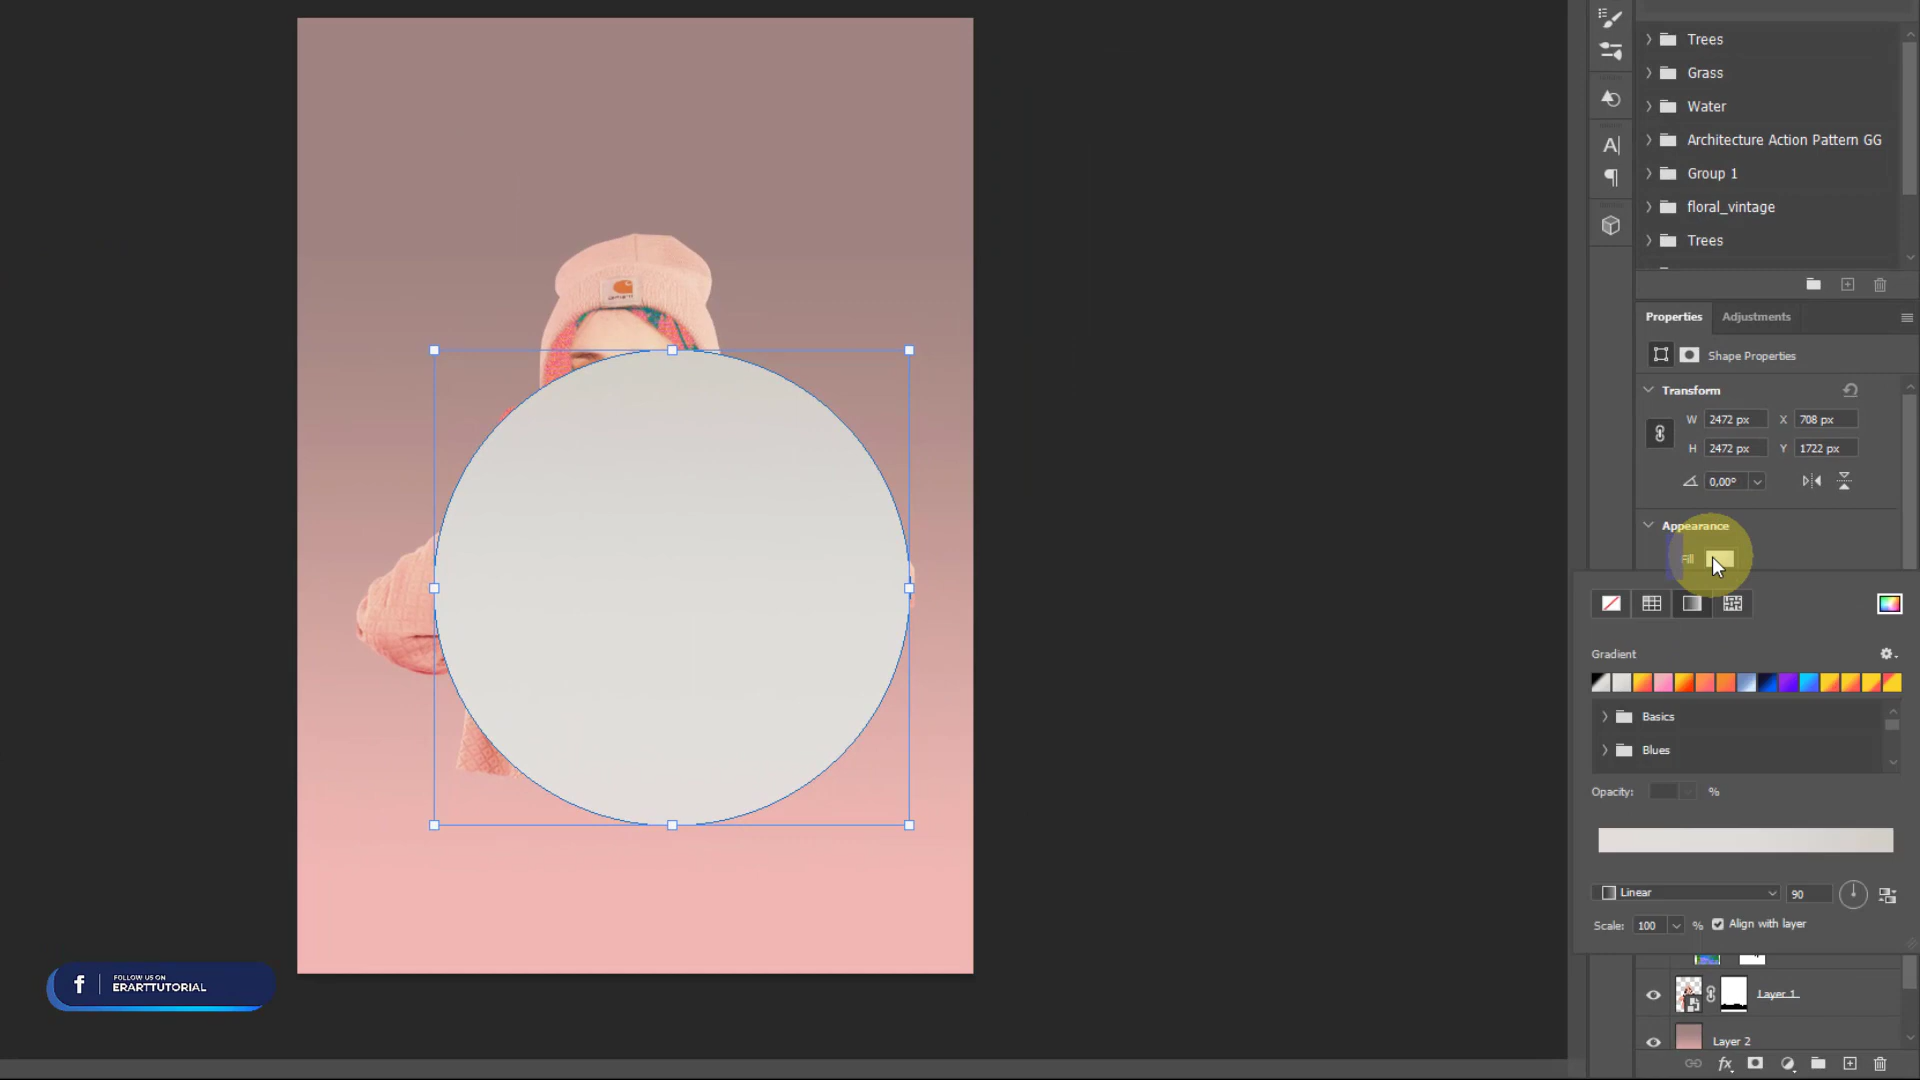 Trees
Grass
Water
Architecture Action Pattern GG
Group 1
floral_vintage
Trees
Properties
Adjustments
Shape Properties
Transform
W 2472 px X 708 px
H 2472 px Y 1722 px
0,00°
Appearance
Fill
Gradient
Basics
Blues
Opacity: %
Linear 90
Scale: 100 % Align with layer
Layer 1
Layer 2
fx
f
FOLLOW US ON
ERARTTUTORIAL